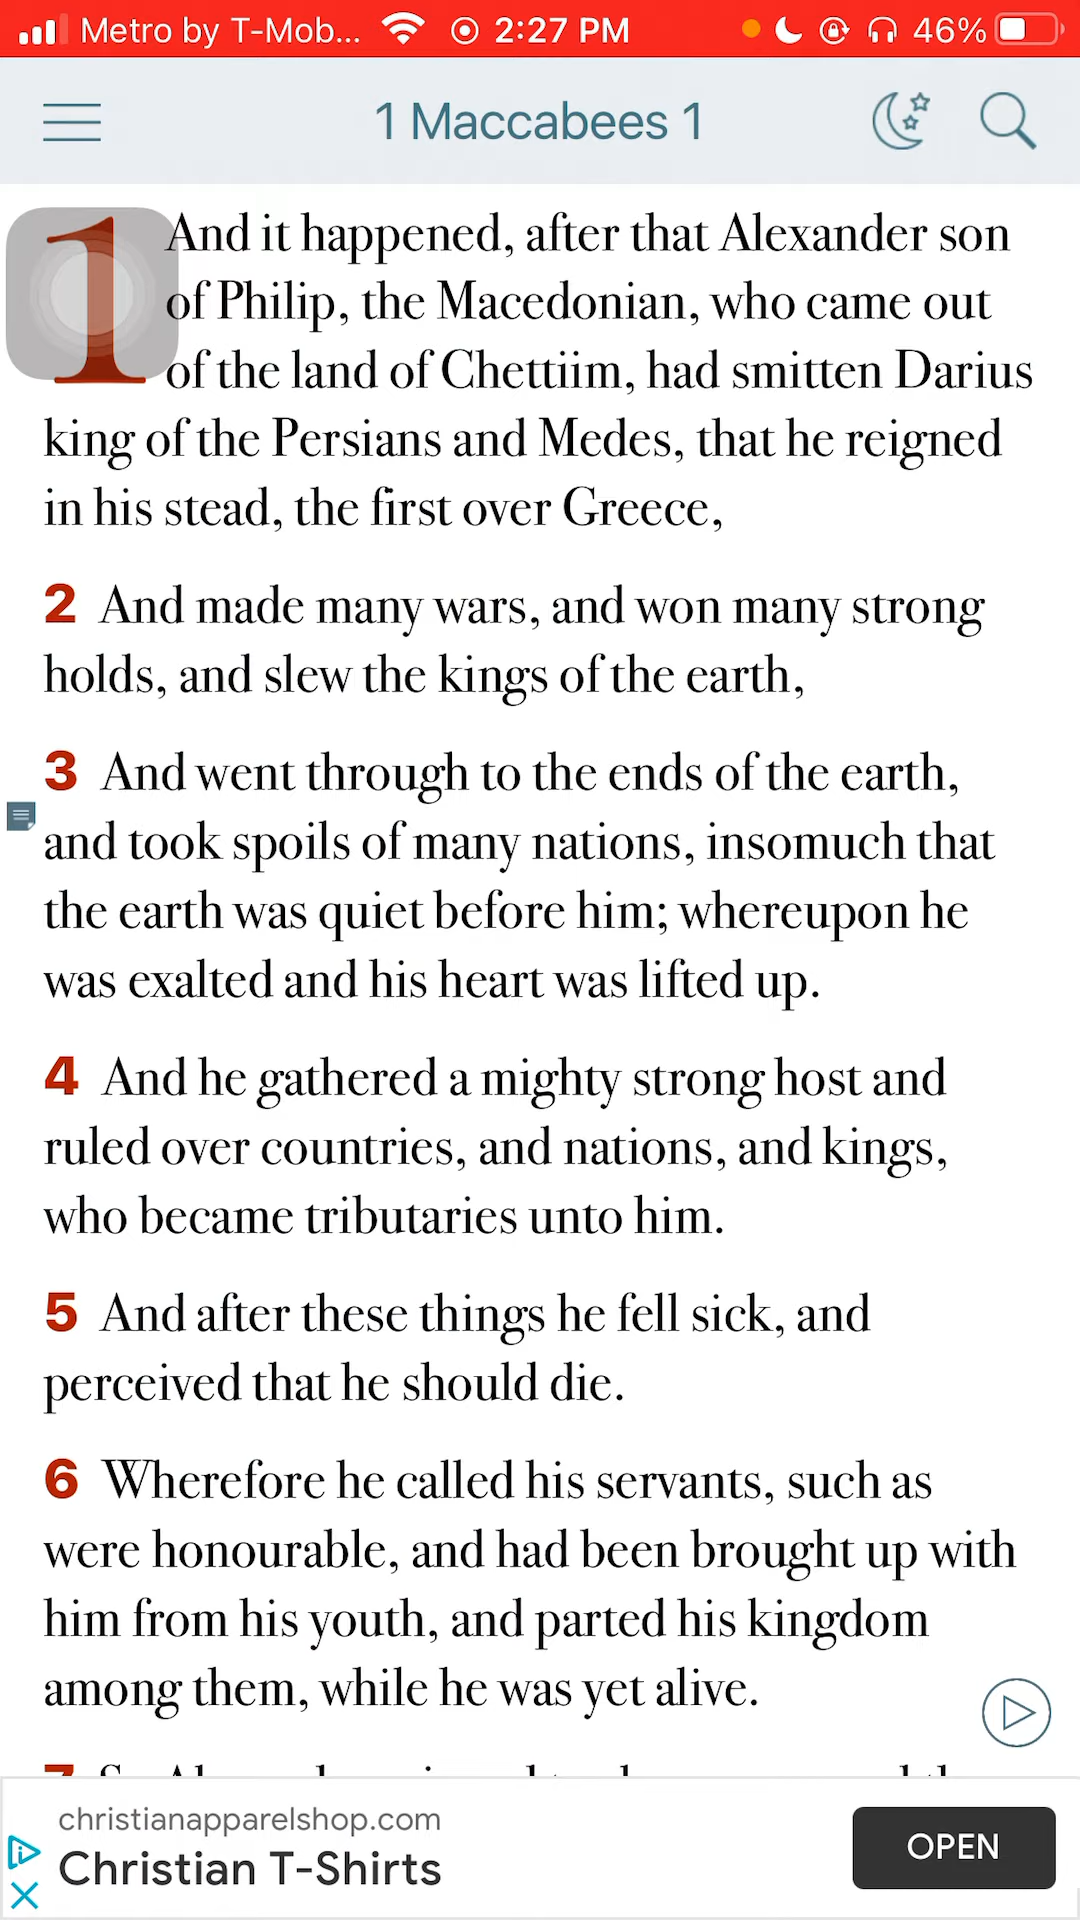 Metro by T-Mob... 2:27 PM 46%
1 Maccabees 1
1 And it happened, after that Alexander son
of Philip, the Macedonian, who came out
of the land of Chettiim, had smitten Darius
king of the Persians and Medes, that he reigned
in his stead, the first over Greece,
2 And made many wars, and won many strong
holds, and slew the kings of the earth,
3 And went through to the ends of the earth,
and took spoils of many nations, insomuch that
the earth was quiet before him; whereupon he
was exalted and his heart was lifted up.
4 And he gathered a mighty strong host and
ruled over countries, and nations, and kings,
who became tributaries unto him.
5 And after these things he fell sick, and
perceived that he should die.
6 Wherefore he called his servants, such as
were honourable, and had been brought up with
him from his youth, and parted his kingdom
among them, while he was yet alive.
christianapparelshop.com
Christian T-Shirts
OPEN